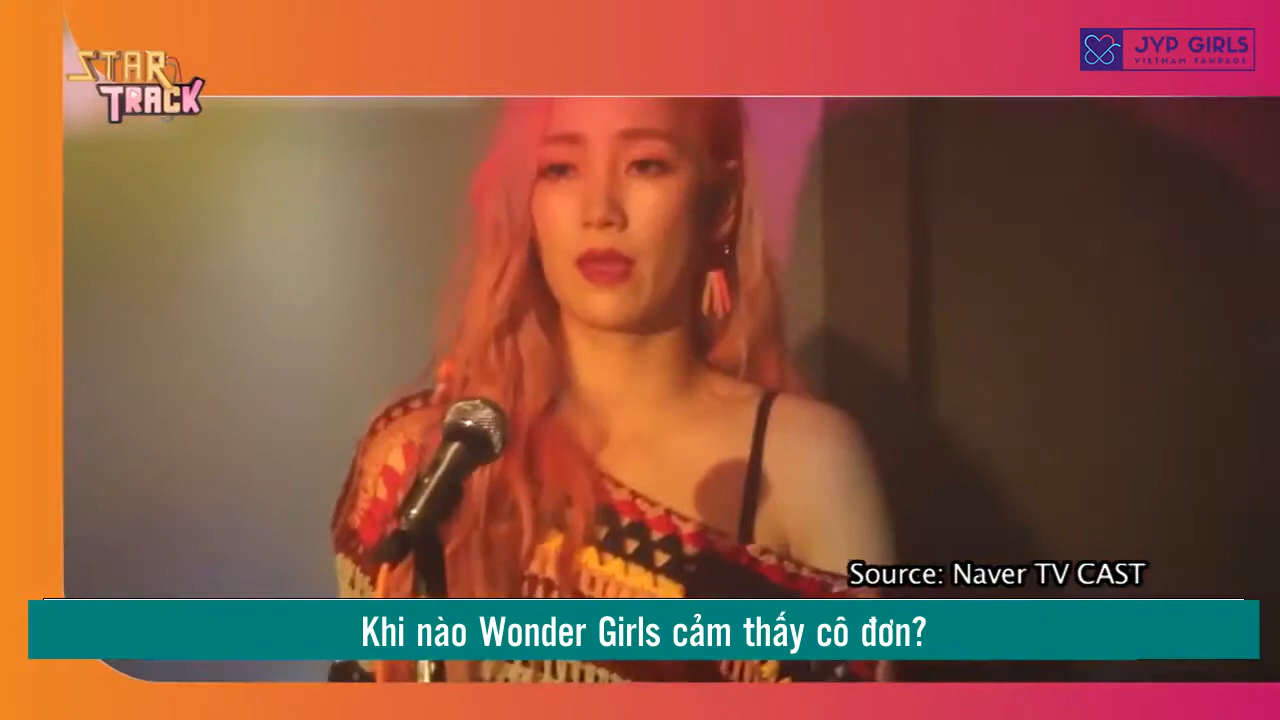 STAR
TRACK
JYP GIRLS
VIETNAM FANPAGE
Source: Naver TV CAST
Khi nào Wonder Girls cảm thấy cô đơn?